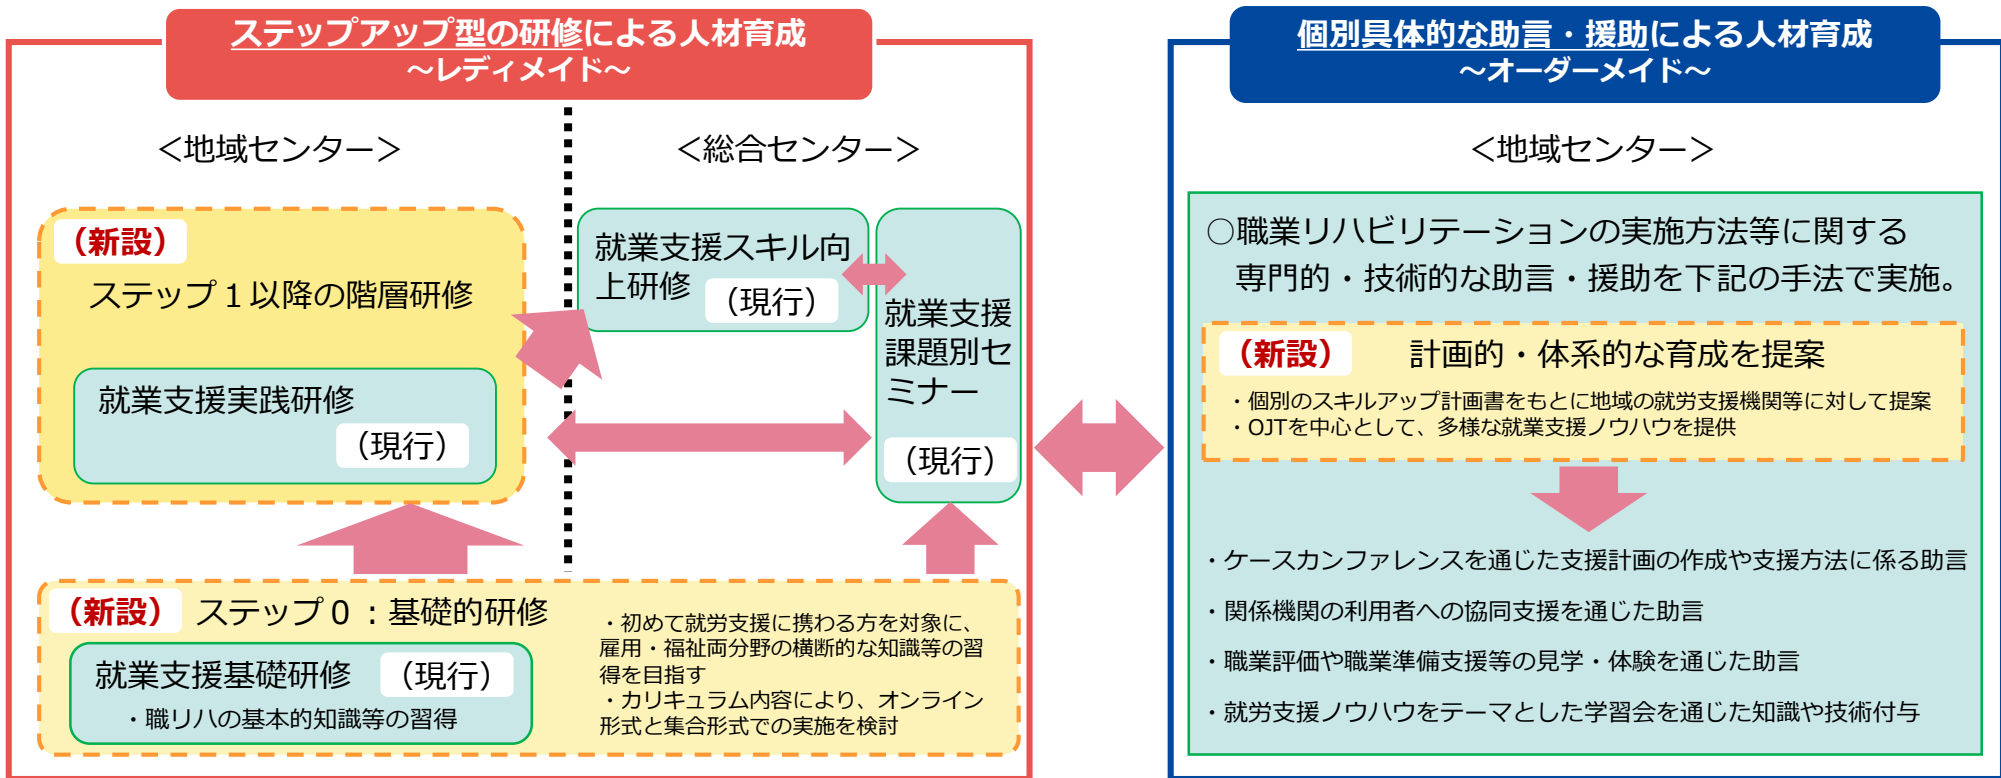 ステップアップ型の研修による人材育成
～レディメイド～
＜地域センター＞
＜総合センター＞
（新設）
ステップ１以降の階層研修
就業支援実践研修
（現行）
就業支援スキル向
上研修
（現行）
就業支援
課題別セ
ミナー
（現行）
（新設）
ステップ０：基礎的研修
就業支援基礎研修
（現行）
・職リハの基本的知識等の習得
・初めて就労支援に携わる方を対象に、
雇用・福祉両分野の横断的な知識等の習
得を目指す
・カリキュラム内容により、オンライン
形式と集合形式での実施を検討
個別具体的な助言・援助による人材育成
～オーダーメイド～
＜地域センター＞
○職業リハビリテーションの実施方法等に関する
専門的・技術的な助言・援助を下記の手法で実施。
（新設）
計画的・体系的な育成を提案
・個別のスキルアップ計画書をもとに地域の就労支援機関等に対して提案
・OJTを中心として、多様な就業支援ノウハウを提供
・ケースカンファレンスを通じた支援計画の作成や支援方法に係る助言
・関係機関の利用者への協同支援を通じた助言
・職業評価や職業準備支援等の見学・体験を通じた助言
・就労支援ノウハウをテーマとした学習会を通じた知識や技術付与